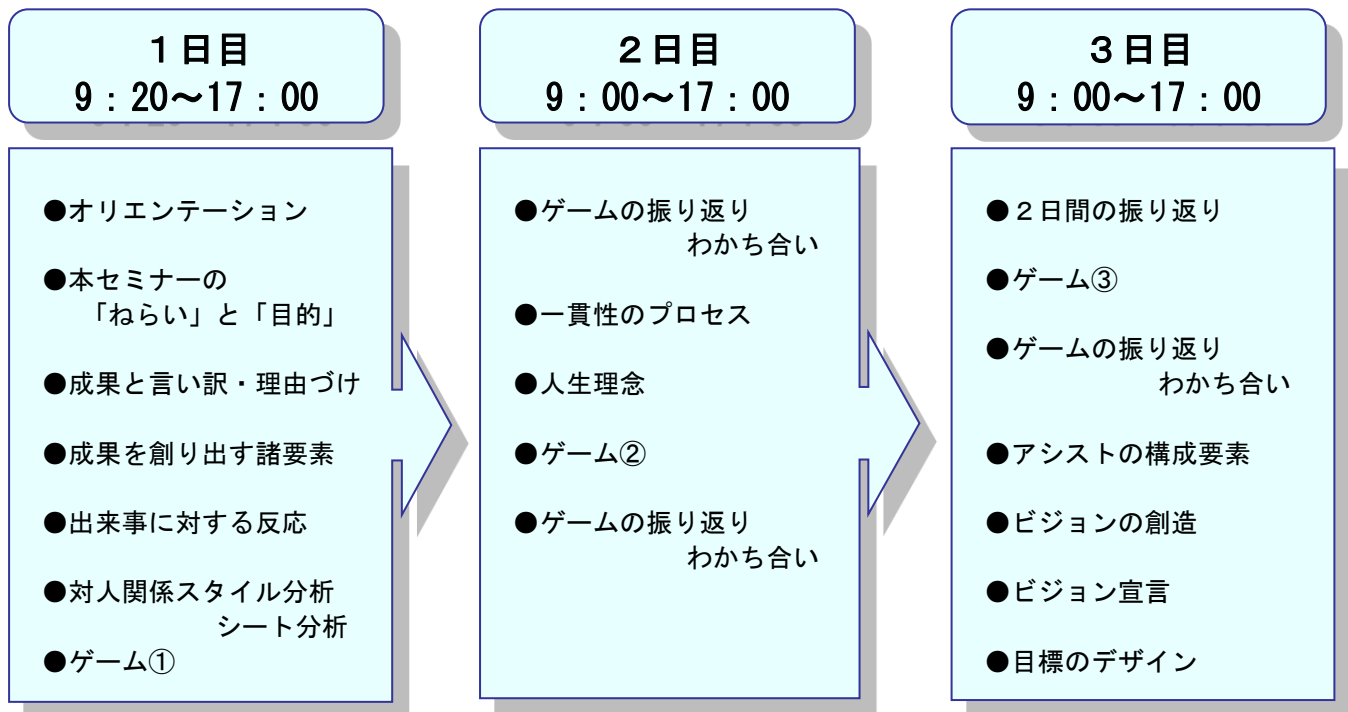 1日目
9：20～17：00
●オリエンテーション
●本セミナーの
「ねらい」と「目的」
●成果と言い訳・理由づけ
●成果を創り出す諸要素
●出来事に対する反応
●対人関係スタイル分析
シート分析
●ゲーム①
２日目
9：00～17：00
●ゲームの振り返り
わかち合い
●一貫性のプロセス
●人生理念
●ゲーム②
●ゲームの振り返り
わかち合い
３日目
9：00～17：00
●２日間の振り返り
●ゲーム③
●ゲームの振り返り
わかち合い
●アシストの構成要素
●ビジョンの創造
●ビジョン宣言
●目標のデザイン